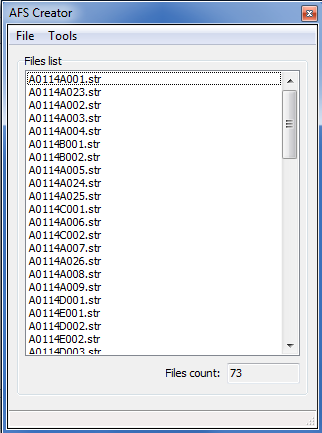 AFS Creator
File Tools
Files list
A0114A001.str
A0114A023.str
A0114A002.str
A0114A003.str
A0114A004.str
A0114B001.str
A0114B002.str
A0114A005.str
A0114A024.str
A0114A025.str
A0114C001.str
A0114A006.str
A0114C002.str
A0114A007.str
A0114A026.str
A0114A008.str
A0114A009.str
A0114D001.str
A0114E001.str
A0114D002.str
A0114E002.str
A0114D003.str
Files count: 73